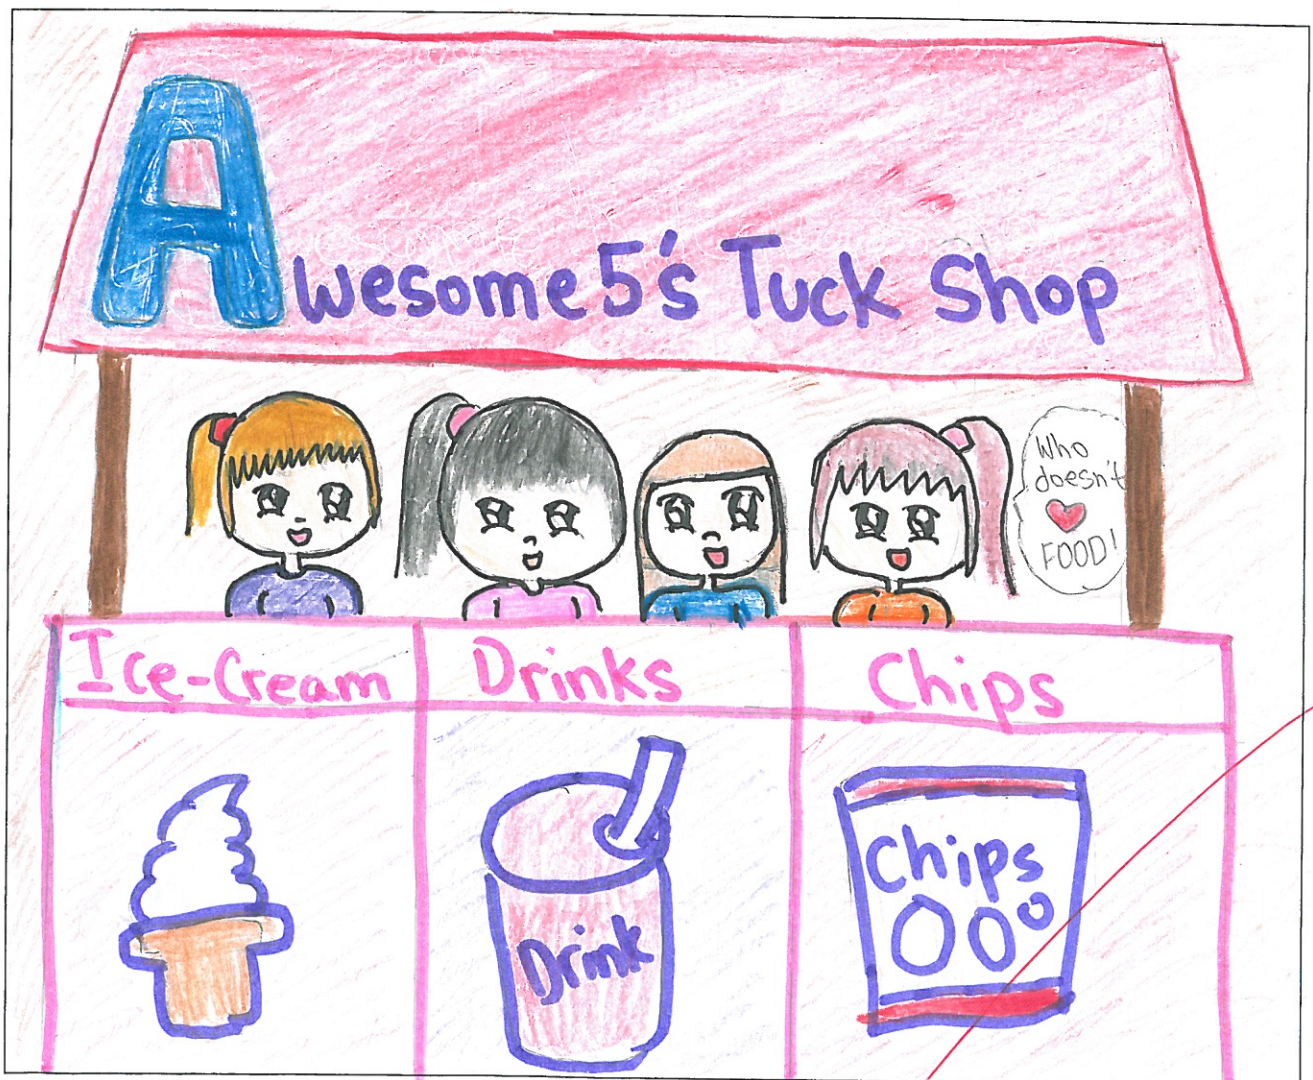 Awesome 5's Tuck Shop
Who
doesn't
FOOD!
Ice-Cream
Drinks
Chips
Drink
Chips